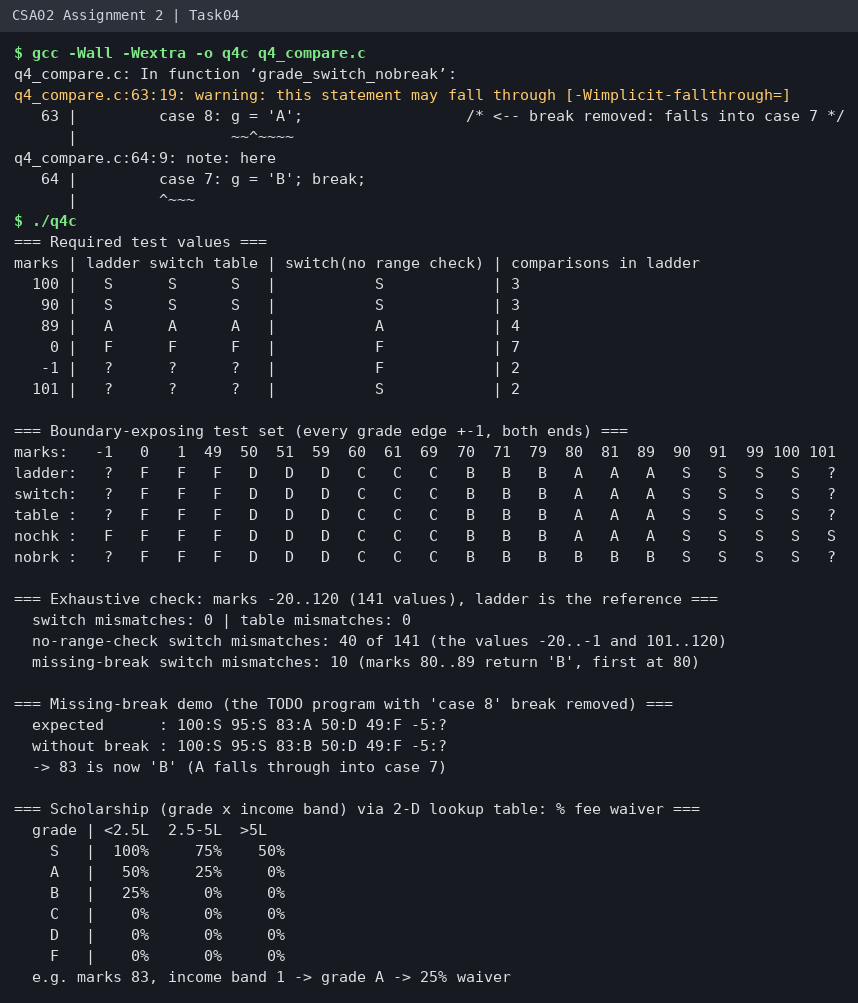 CSA02 Assignment 2 | Task04
$ gcc -Wall -Wextra -o q4c q4_compare.c
q4_compare.c: In function ‘grade_switch_nobreak’:
q4_compare.c:63:19: warning: this statement may fall through [-Wimplicit-fallthrough=]
   63 |         case 8: g = 'A';                  /* <-- break removed: falls into case 7 */
      |                 ~~^~~~~
q4_compare.c:64:9: note: here
   64 |         case 7: g = 'B'; break;
      |         ^~~~
$ ./q4c
=== Required test values ===
marks | ladder switch table | switch(no range check) | comparisons in ladder
  100 |   S      S      S   |           S            | 3
   90 |   S      S      S   |           S            | 3
   89 |   A      A      A   |           A            | 4
    0 |   F      F      F   |           F            | 7
   -1 |   ?      ?      ?   |           F            | 2
  101 |   ?      ?      ?   |           S            | 2

=== Boundary-exposing test set (every grade edge +-1, both ends) ===
marks:   -1   0   1  49  50  51  59  60  61  69  70  71  79  80  81  89  90  91  99 100 101
ladder:   ?   F   F   F   D   D   D   C   C   C   B   B   B   A   A   A   S   S   S   S   ?
switch:   ?   F   F   F   D   D   D   C   C   C   B   B   B   A   A   A   S   S   S   S   ?
table :   ?   F   F   F   D   D   D   C   C   C   B   B   B   A   A   A   S   S   S   S   ?
nochk :   F   F   F   F   D   D   D   C   C   C   B   B   B   A   A   A   S   S   S   S   S
nobrk :   ?   F   F   F   D   D   D   C   C   C   B   B   B   B   B   B   S   S   S   S   ?

=== Exhaustive check: marks -20..120 (141 values), ladder is the reference ===
  switch mismatches: 0 | table mismatches: 0
  no-range-check switch mismatches: 40 of 141 (the values -20..-1 and 101..120)
  missing-break switch mismatches: 10 (marks 80..89 return 'B', first at 80)

=== Missing-break demo (the TODO program with 'case 8' break removed) ===
  expected      : 100:S 95:S 83:A 50:D 49:F -5:?
  without break : 100:S 95:S 83:B 50:D 49:F -5:?
  -> 83 is now 'B' (A falls through into case 7)

=== Scholarship (grade x income band) via 2-D lookup table: % fee waiver ===
  grade | <2.5L  2.5-5L  >5L
    S   |  100%     75%    50%
    A   |   50%     25%     0%
    B   |   25%      0%     0%
    C   |    0%      0%     0%
    D   |    0%      0%     0%
    F   |    0%      0%     0%
  e.g. marks 83, income band 1 -> grade A -> 25% waiver